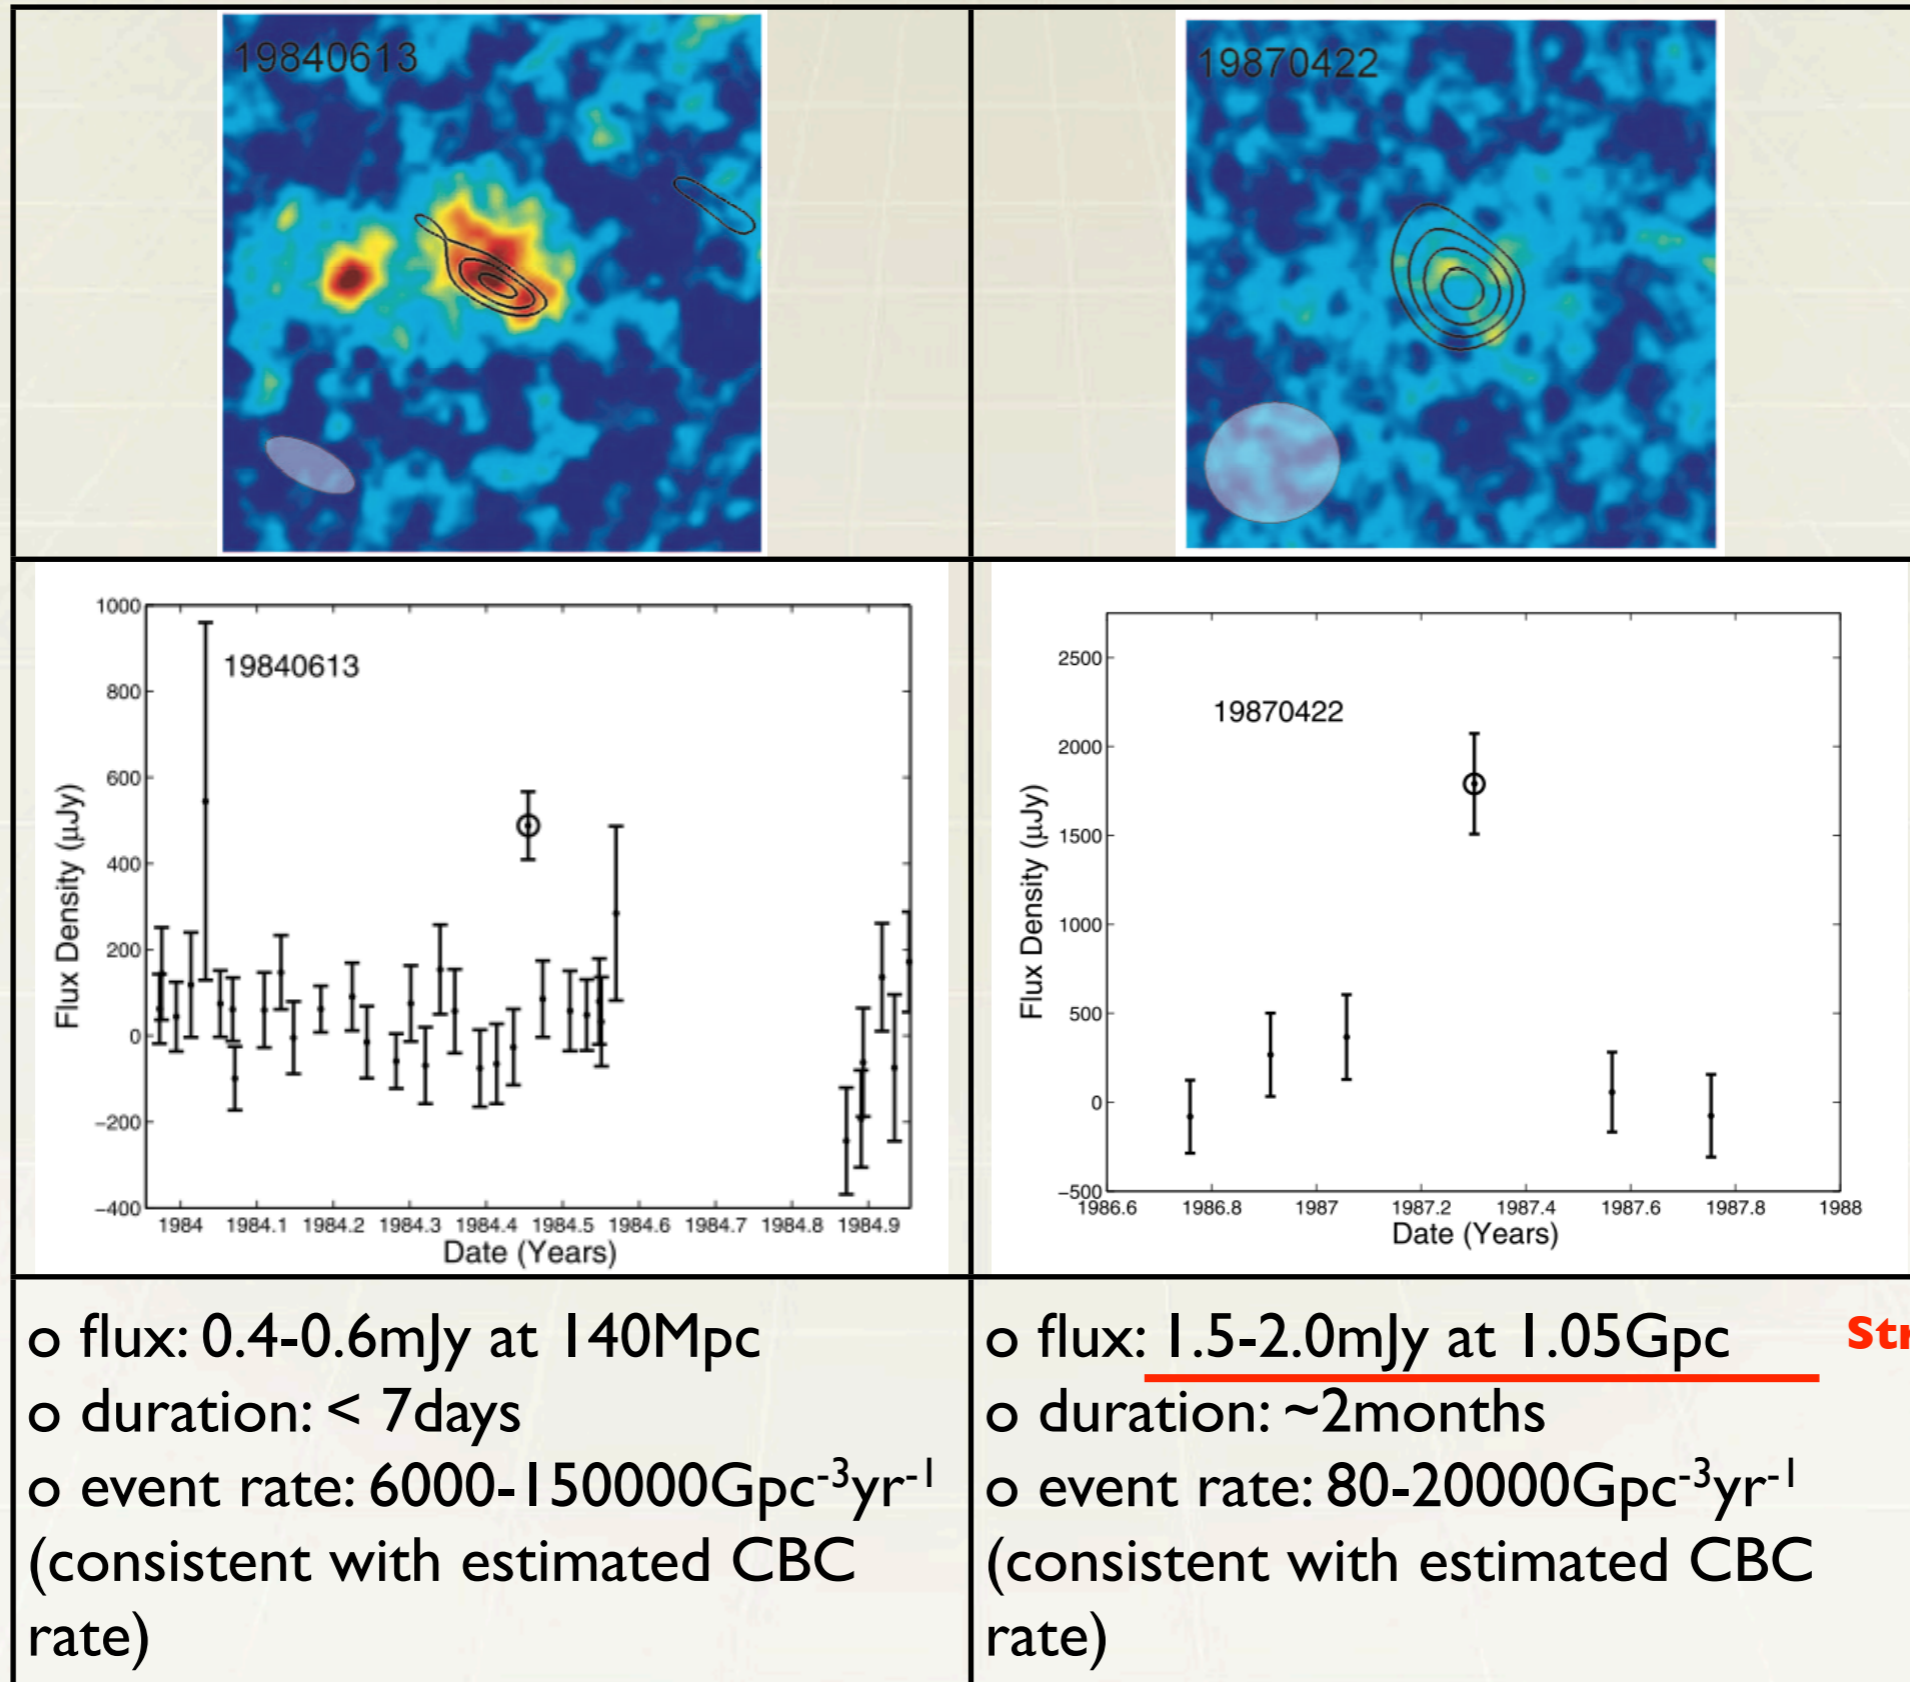 19840613
19870422
1000
800
600
400
200
0
−200
−400
19840613
Flux Density (μJy)
1984 1984.1 1984.2 1984.3 1984.4 1984.5 1984.6 1984.7 1984.8 1984.9
Date (Years)
2500
2000
1500
1000
500
0
−500
19870422
Flux Density (μJy)
1986.6 1986.8 1987 1987.2 1987.4 1987.6 1987.8 1988
Date (Years)
o flux: 0.4-0.6mJy at 140Mpc
o duration: < 7days
o event rate: 6000-150000Gpc⁻³yr⁻¹
(consistent with estimated CBC
rate)
o flux: 1.5-2.0mJy at 1.05Gpc
o duration: ~2months
o event rate: 80-20000Gpc⁻³yr⁻¹
(consistent with estimated CBC
rate)